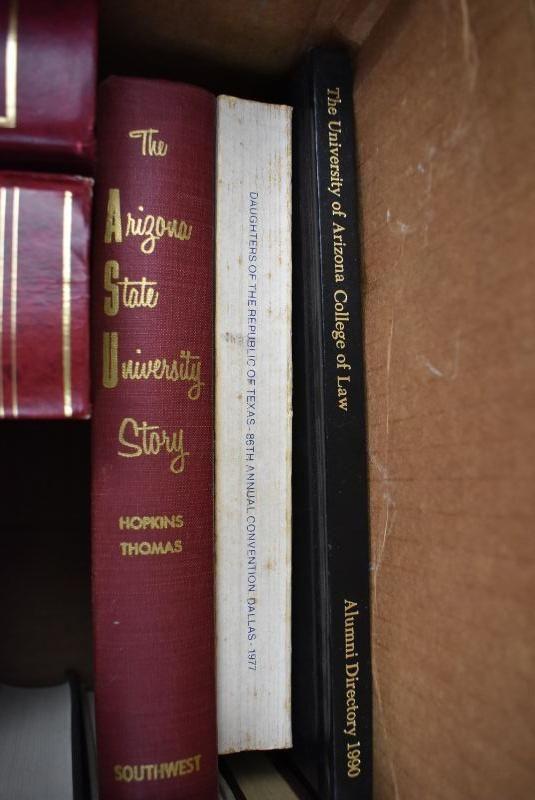 The
Arizona
State
University
Story
HOPKINS
THOMAS
SOUTHWEST
DAUGHTERS OF THE REPUBLIC OF TEXAS - 86TH ANNUAL CONVENTION DALLAS - 1977
The University of Arizona College of Law Alumni Directory 1990